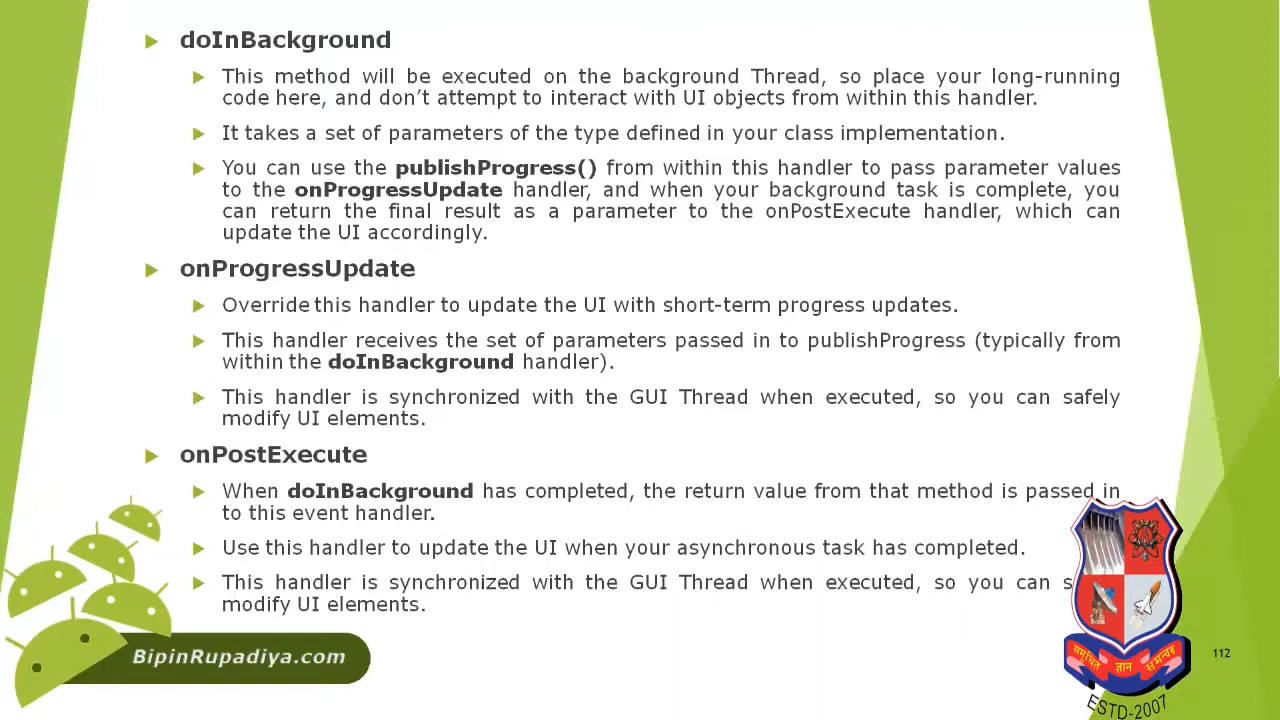 doInBackground
This method will be executed on the background Thread, so place your long-running
code here, and don't attempt to interact with UI objects from within this handler.
It takes a set of parameters of the type defined in your class implementation.
You can use the publishProgress() from within this handler to pass parameter values
to the onProgressUpdate handler, and when your background task is complete, you
can return the final result as a parameter to the onPostExecute handler, which can
update the UI accordingly.
onProgressUpdate
Override this handler to update the UI with short-term progress updates.
This handler receives the set of parameters passed in to publishProgress (typically from
within the doInBackground handler).
This handler is synchronized with the GUI Thread when executed, so you can safely
modify UI elements.
onPostExecute
When doInBackground has completed, the return value from that method is passed in
to this event handler.
Use this handler to update the UI when your asynchronous task has completed.
This handler is synchronized with the GUI Thread when executed, so you can
modify UI elements.
BipinRupadiya.com
समुचित ज्ञान समन्वय
ESTD-2007
112